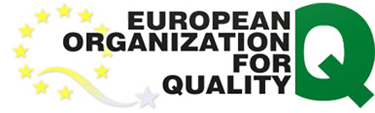 EUROPEAN
ORGANIZATION
FOR
QUALITY
Q